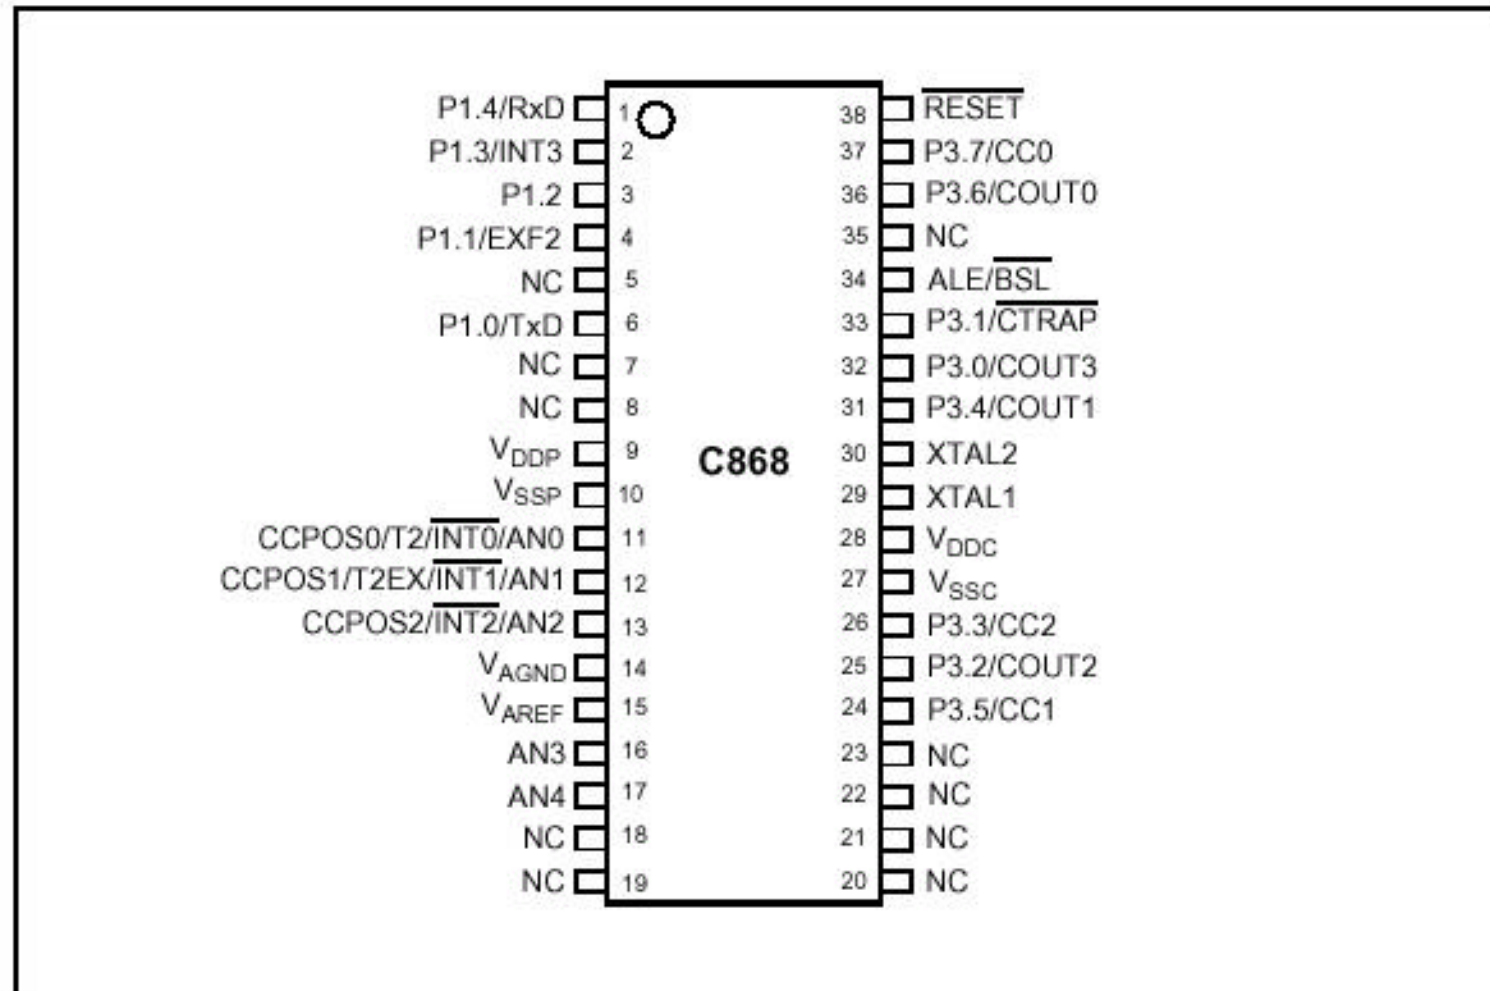 P1.4/RxD 1 38 RESET
P1.3/INT3 2 37 P3.7/CC0
P1.2 3 36 P3.6/COUT0
P1.1/EXF2 4 35 NC
NC 5 34 ALE/BSL
P1.0/TxD 6 33 P3.1/CTRAP
NC 7 32 P3.0/COUT3
NC 8 31 P3.4/COUT1
VDDP 9 C868 30 XTAL2
VSSP 10 29 XTAL1
CCPOS0/T2/INT0/AN0 11 28 VDDC
CCPOS1/T2EX/INT1/AN1 12 27 VSSC
CCPOS2/INT2/AN2 13 26 P3.3/CC2
VAGND 14 25 P3.2/COUT2
VAREF 15 24 P3.5/CC1
AN3 16 23 NC
AN4 17 22 NC
NC 18 21 NC
NC 19 20 NC